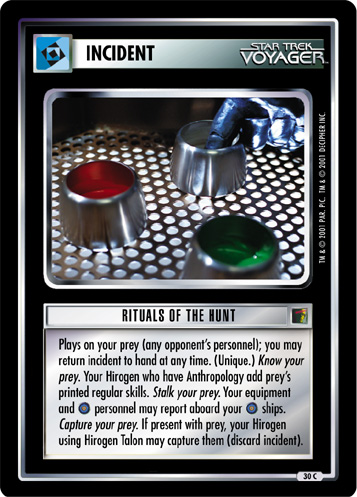 INCIDENT
STAR TREK
VOYAGER
TM & © 2001 PAR. PIC. TM & © 2001 DECIPHER INC.
RITUALS OF THE HUNT
Plays on your prey (any opponent's personnel); you may
return incident to hand at any time. (Unique.) Know your
prey. Your Hirogen who have Anthropology add prey's
printed regular skills. Stalk your prey. Your equipment
and personnel may report aboard your ships.
Capture your prey. If present with prey, your Hirogen
using Hirogen Talon may capture them (discard incident).
30 C